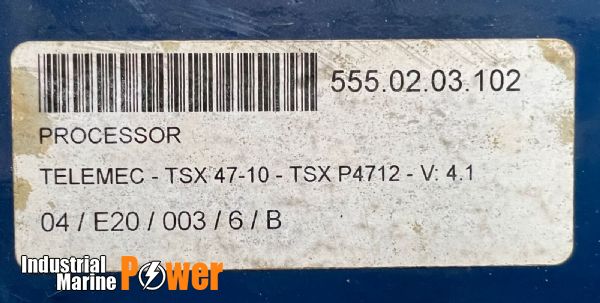 555.02.03.102
PROCESSOR
TELEMEC - TSX 47-10 - TSX P4712 - V: 4.1
04 / E20 / 003 / 6 / B
Industrial
Marine Power